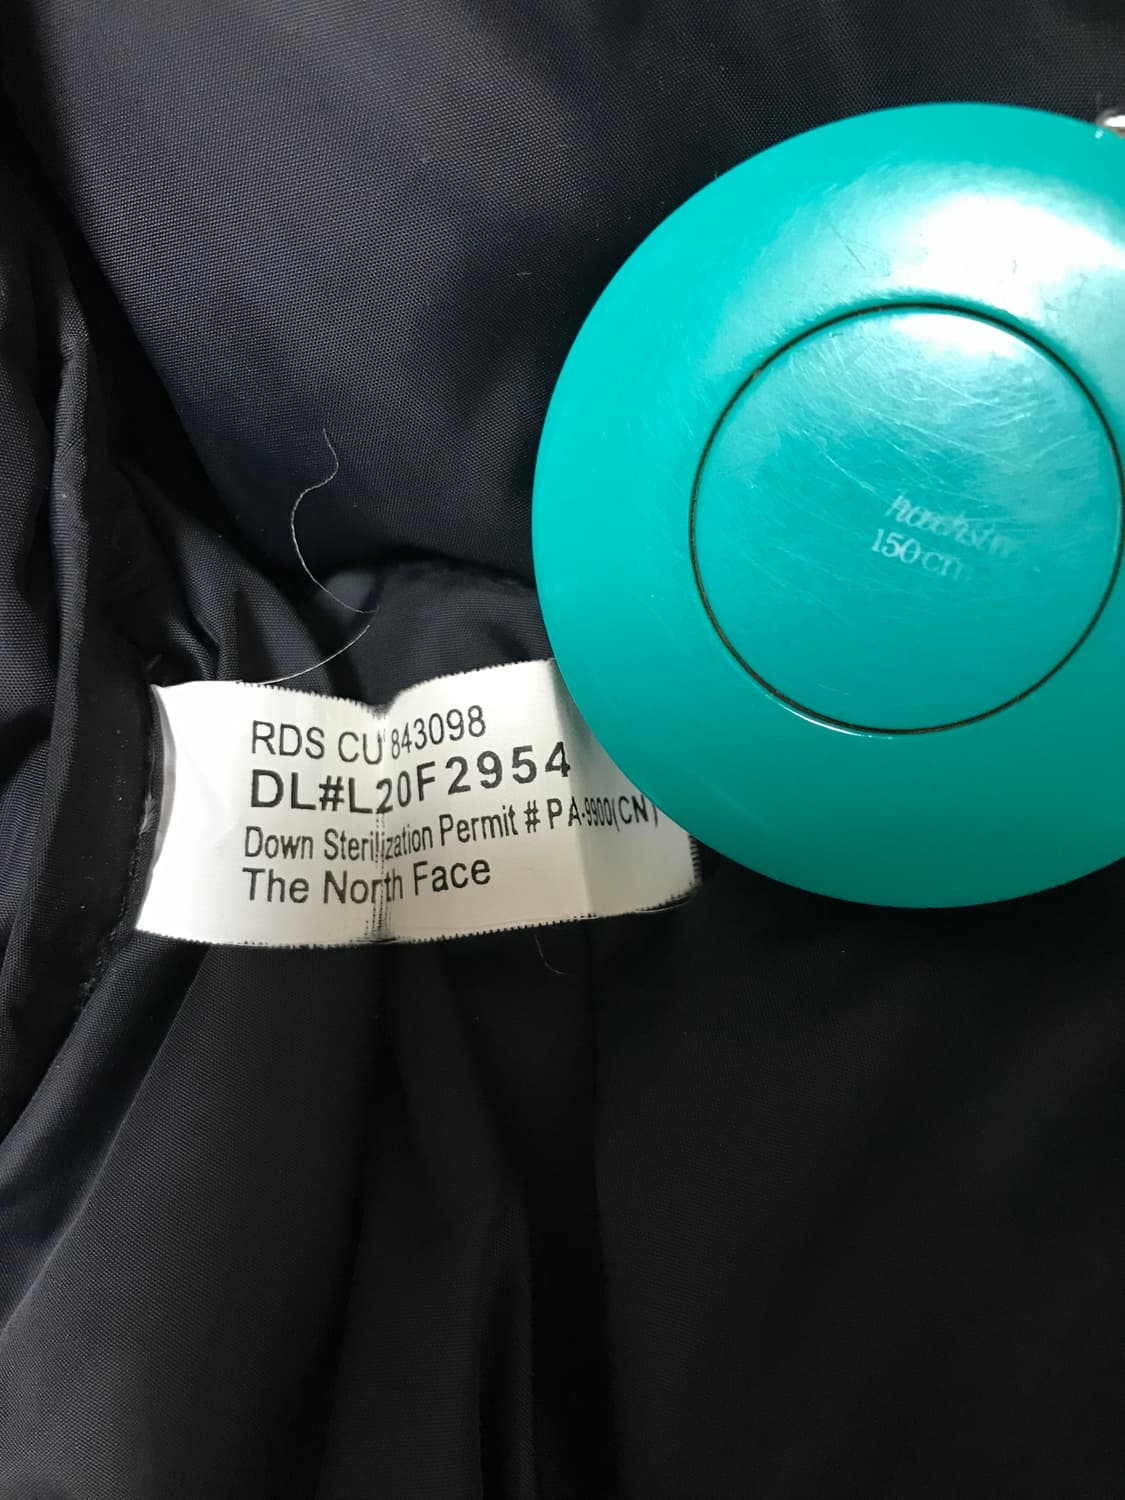 150cm
RDS CU 843098
DL#L20F2954
Down Sterilization Permit # PA-9900(CN)
The North Face